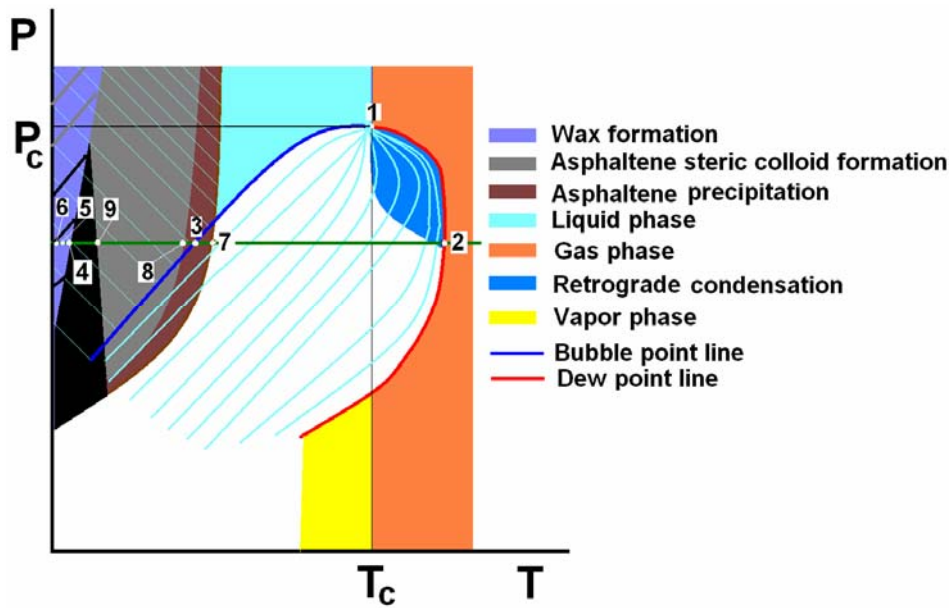 P
Pc
1
6 5 9
3
7
2
4
8
Wax formation
Asphaltene steric colloid formation
Asphaltene precipitation
Liquid phase
Gas phase
Retrograde condensation
Vapor phase
Bubble point line
Dew point line
Tc
T